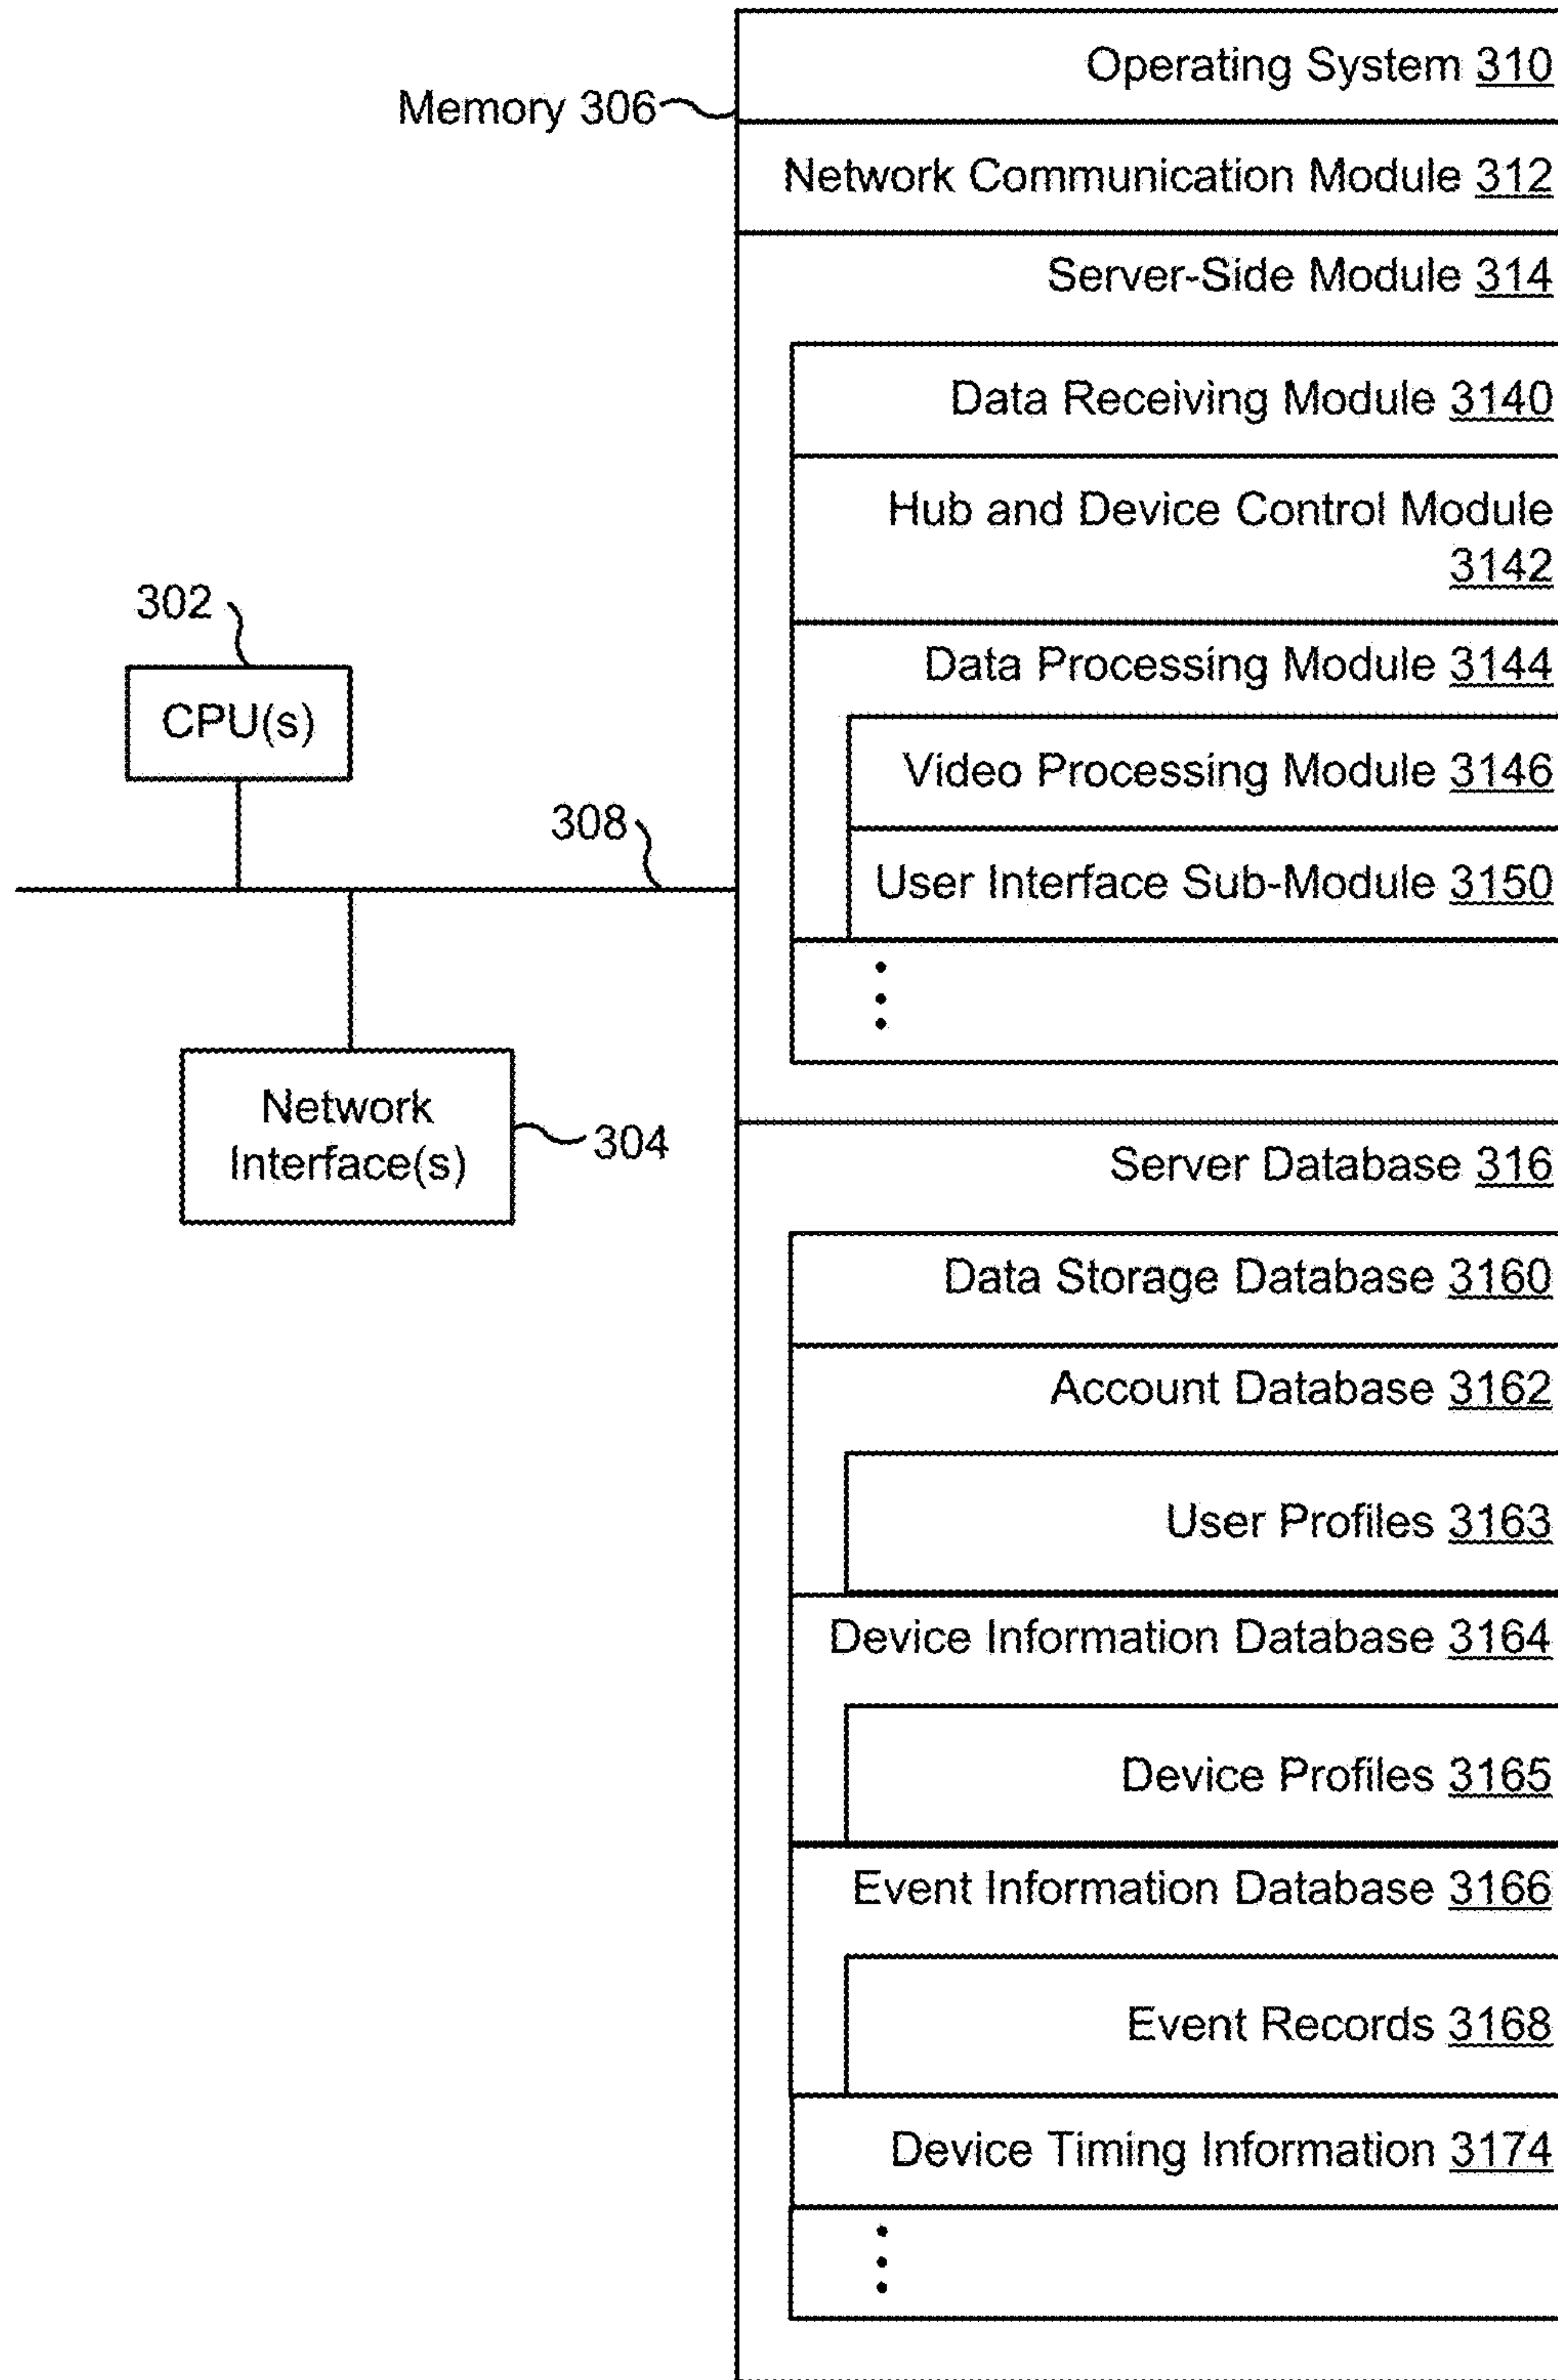 Operating System 310
Memory 306
Network Communication Module 312
Server-Side Module 314
Data Receiving Module 3140
Hub and Device Control Module
3142
302
CPU(s)
Data Processing Module 3144
Video Processing Module 3146
308
User Interface Sub-Module 3150
Network
Interface(s)
304
Server Database 316
Data Storage Database 3160
Account Database 3162
User Profiles 3163
Device Information Database 3164
Device Profiles 3165
Event Information Database 3166
Event Records 3168
Device Timing Information 3174